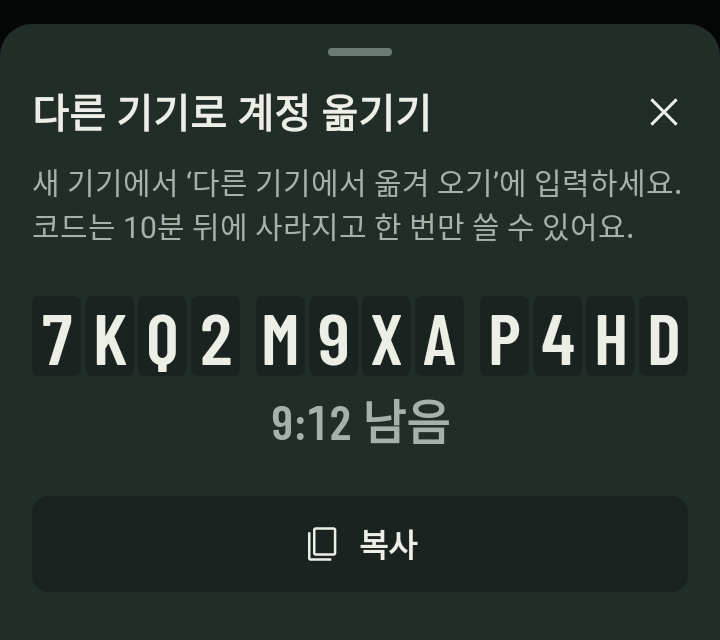 다른 기기로 계정 옮기기
새 기기에서 ‘다른 기기에서 옮겨 오기’에 입력하세요.
코드는 10분 뒤에 사라지고 한 번만 쓸 수 있어요.
7KQ2 M9XA P4HD
9:12 남음
복사